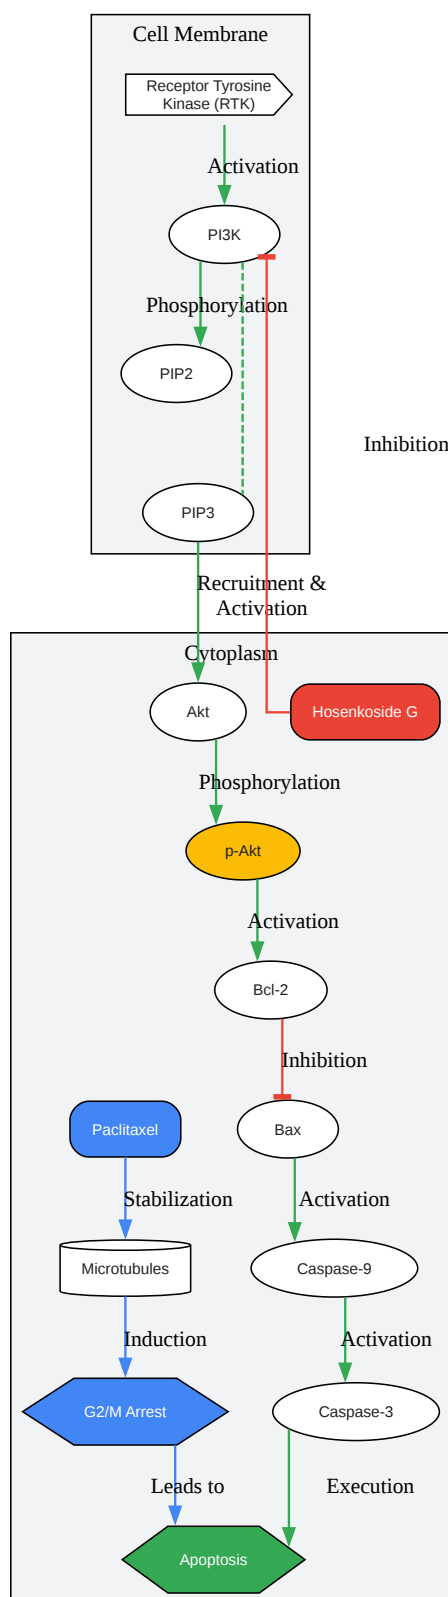 Cell Membrane
Receptor Tyrosine
Kinase (RTK)
Activation
PI3K
Phosphorylation
PIP2
Inhibition
PIP3
Recruitment &
Activation
Cytoplasm
Akt
Hosenkoside G
Phosphorylation
p-Akt
Activation
Bcl-2
Inhibition
Paclitaxel
Bax
Stabilization
Activation
Microtubules
Caspase-9
Induction
Activation
G2/M Arrest
Caspase-3
Leads to
Execution
Apoptosis